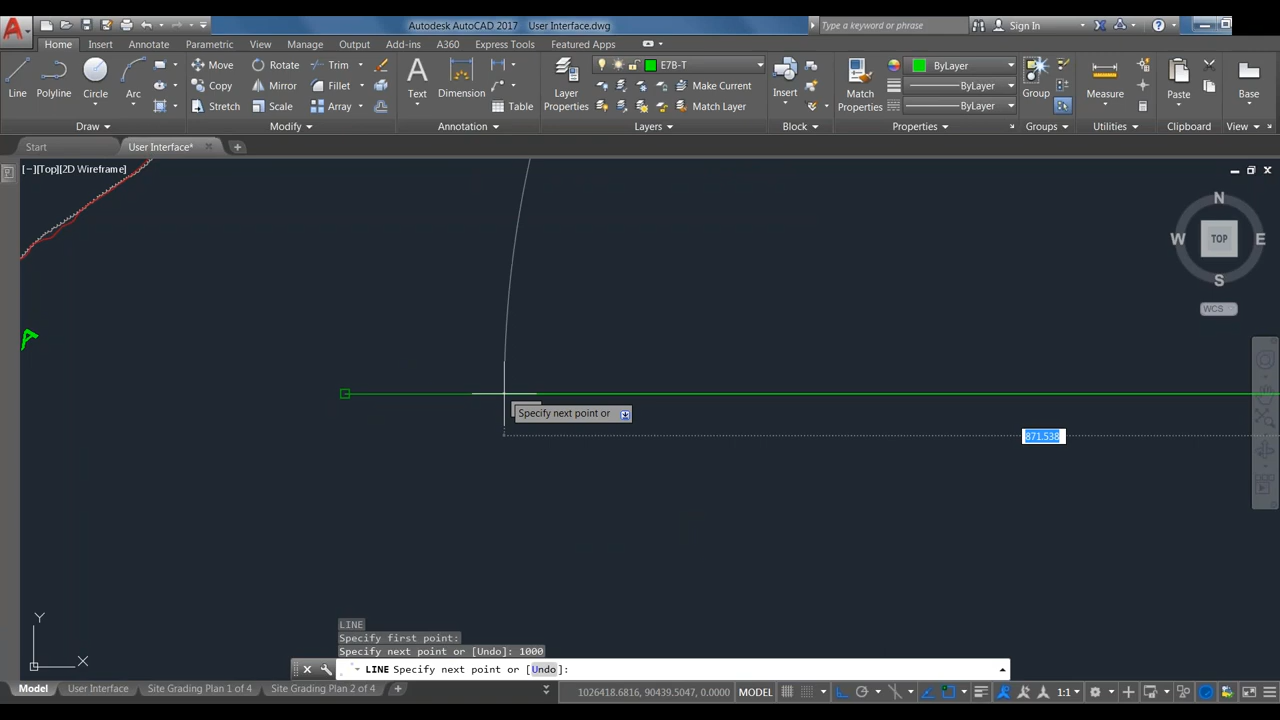 Autodesk AutoCAD 2017 User Interface.dwg
Type a keyword or phrase
Sign In
Home Insert Annotate Parametric View Manage Output Add-ins A360 Express Tools Featured Apps
Line
Polyline
Circle
Arc
Draw
Move Rotate Trim
Copy Mirror Fillet
Stretch Scale Array
Modify
Text
Dimension
Table
Annotation
Layer
Properties
E7B-T
Make Current
Match Layer
Layers
Insert
Block
Match
Properties
ByLayer
ByLayer
ByLayer
Properties
Group
Groups
Measure
Utilities
Paste
Clipboard
Base
View
Start User Interface*
[−][Top][2D Wireframe]
N
W TOP E
S
WCS
Specify next point or
871.538
Y
X
LINE
Specify first point:
Specify next point or [Undo]: 1000
LINE Specify next point or [Undo]:
Model User Interface Site Grading Plan 1 of 4 Site Grading Plan 2 of 4
1026418.6816, 90439.5047, 0.0000 MODEL
1:1